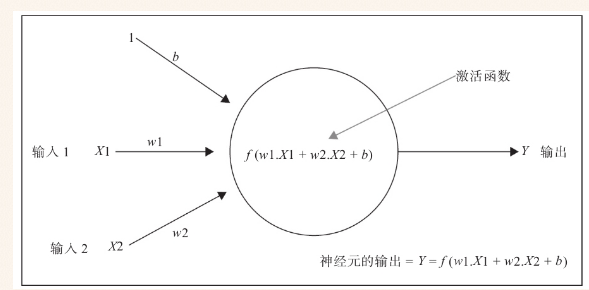 1
b
激活函数
输入 1 X1 w1
f (w1.X1 + w2.X2 + b)
Y 输出
输入 2 X2 w2
神经元的输出 = Y = f (w1.X1 + w2.X2 + b)